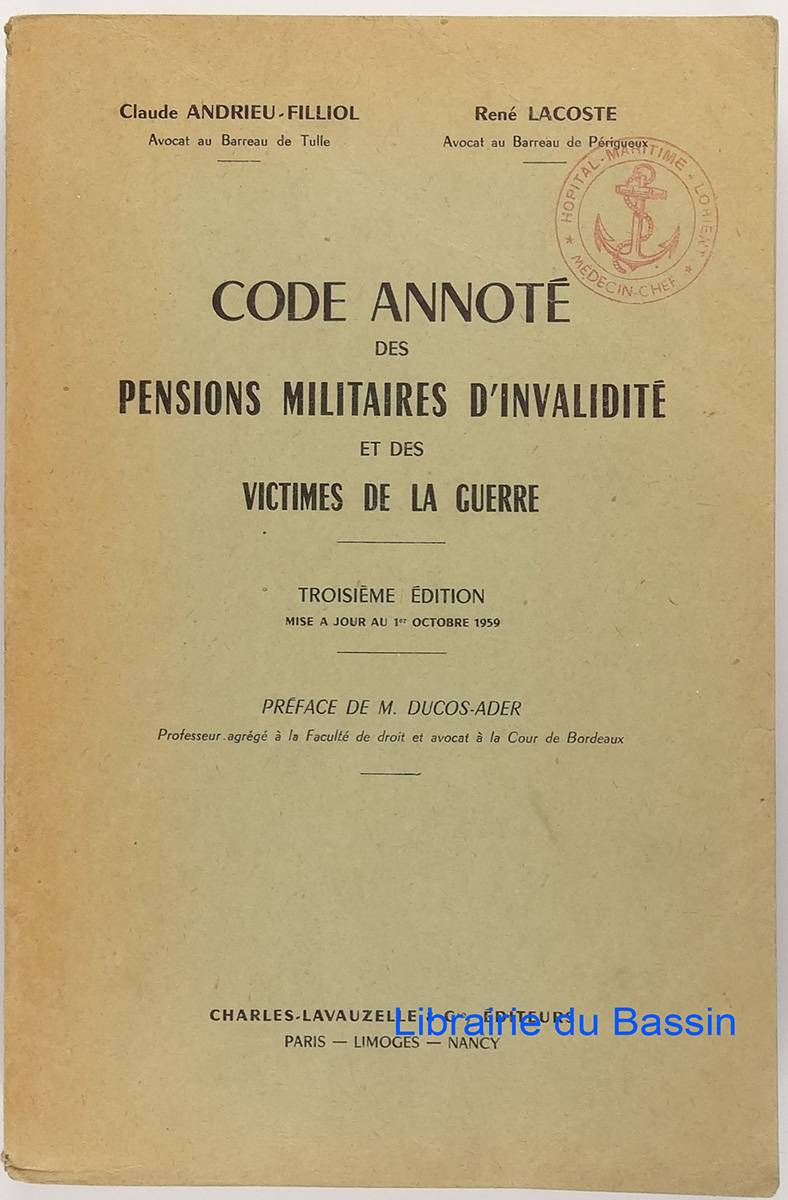 Claude ANDRIEU-FILLIOL
Avocat au Barreau de Tulle
René LACOSTE
Avocat au Barreau de Périgueux
HOPITAL-MARITIME - LORIENT
* MÉDECIN-CHEF *
CODE ANNOTÉ
DES
PENSIONS MILITAIRES D'INVALIDITÉ
ET DES
VICTIMES DE LA GUERRE
TROISIÈME ÉDITION
MISE A JOUR AU 1er OCTOBRE 1959
PRÉFACE DE M. DUCOS-ADER
Professeur agrégé à la Faculté de droit et avocat à la Cour de Bordeaux
CHARLES-LAVAUZELLE & Cie, ÉDITEURS
Librairie du Bassin
PARIS — LIMOGES — NANCY